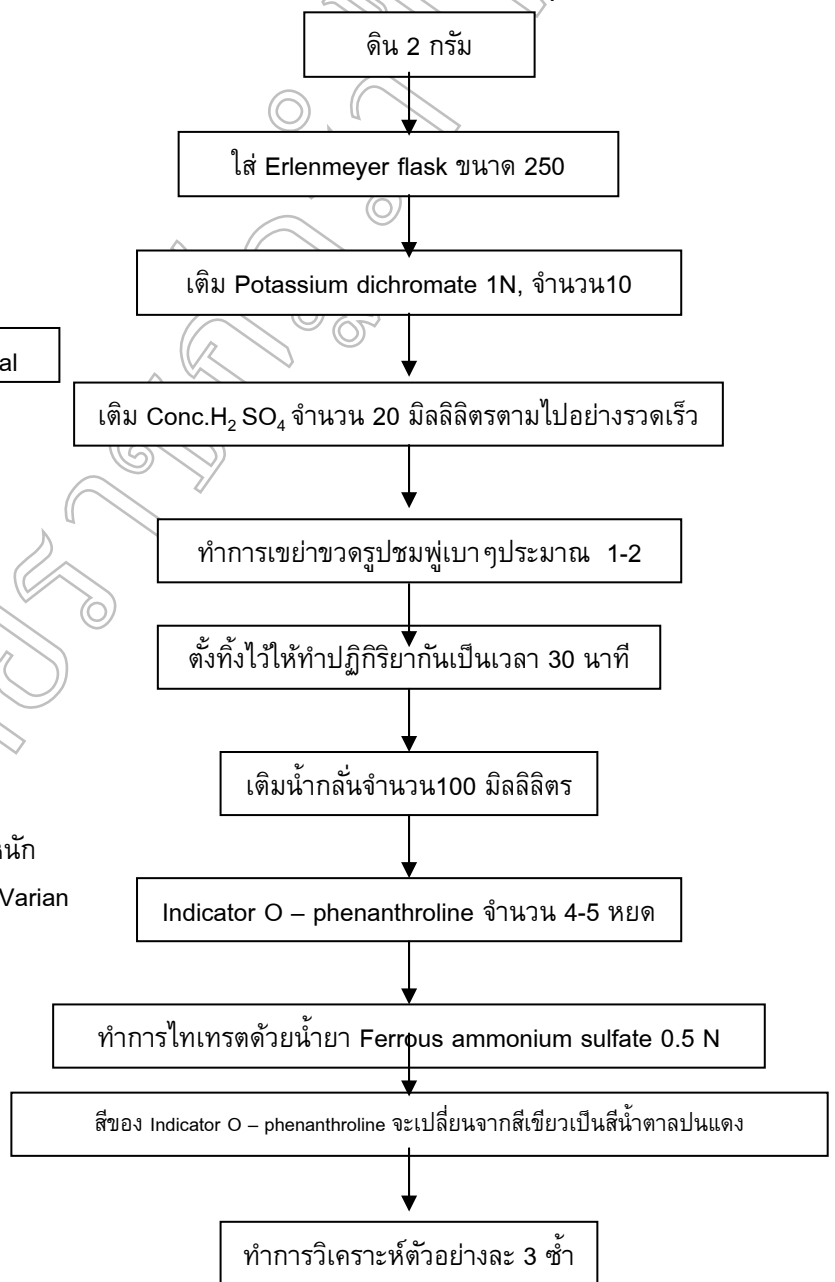 ดิน 2 กรัม
ใส่ Erlenmeyer flask ขนาด 250
เติม Potassium dichromate 1N, จำนวน10
al
เติม Conc.H₂ SO₄ จำนวน 20 มิลลิลิตรตามไปอย่างรวดเร็ว
ทำการเขย่าขวดรูปชมพู่เบาๆประมาณ 1-2
ตั้งทิ้งไว้ให้ทำปฏิกิริยากันเป็นเวลา 30 นาที
เติมน้ำกลั่นจำนวน100 มิลลิลิตร
หนัก
Varian
Indicator O – phenanthroline จำนวน 4-5 หยด
ทำการไทเทรตด้วยน้ำยา Ferrous ammonium sulfate 0.5 N
สีของ Indicator O – phenanthroline จะเปลี่ยนจากสีเขียวเป็นสีน้ำตาลปนแดง
ทำการวิเคราะห์ตัวอย่างละ 3 ซ้ำ